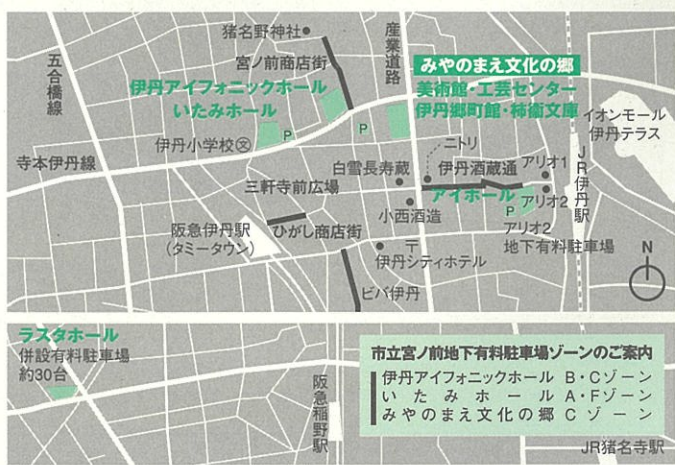 猪名野神社
宮ノ前商店街
産業道路
五合橋線
みやのまえ文化の郷
美術館・工芸センター
伊丹郷町館・柿衞文庫
伊丹アイフォニックホール
いたみホール
イオンモール
伊丹テラス
P
P
伊丹小学校文
寺本伊丹線
ニトリ
白雪長寿蔵
伊丹酒蔵通
アリオ1
JR伊丹駅
三軒寺前広場
アイホール
アリオ2
小西酒造
P
阪急伊丹駅
(タミータウン)
ひがし商店街
アリオ2
地下有料駐車場
〒
伊丹シティホテル
N
ビバ伊丹
ラスタホール
併設有料駐車場
約30台
阪急稲野駅
市立宮ノ前地下有料駐車場ゾーンのご案内
伊丹アイフォニックホール B・Cゾーン
いたみホール A・Fゾーン
みやのまえ文化の郷 Cゾーン
JR猪名寺駅